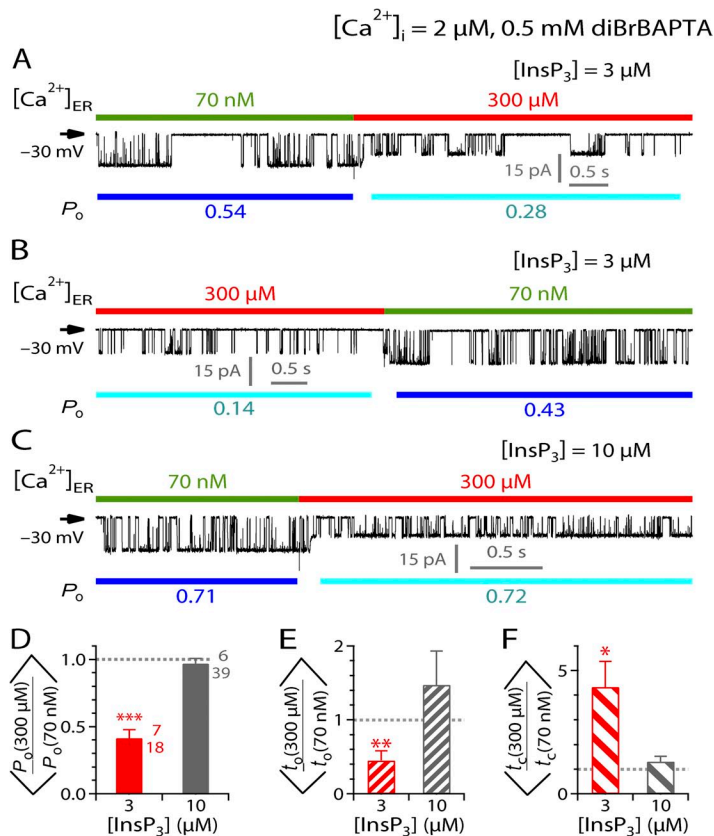 [Ca²⁺]ᵢ = 2 µM, 0.5 mM diBrBAPTA
A
[InsP₃] = 3 µM
[Ca²⁺]ER 70 nM 300 µM
–30 mV
15 pA 0.5 s
Pₒ 0.54 0.28
B
[InsP₃] = 3 µM
[Ca²⁺]ER 300 µM 70 nM
–30 mV
15 pA 0.5 s
Pₒ 0.14 0.43
C
[InsP₃] = 10 µM
[Ca²⁺]ER 70 nM 300 µM
–30 mV
15 pA 0.5 s
Pₒ 0.71 0.72
D
Pₒ(300 µM)
Pₒ(70 nM)
1.0
0.5
0.0
***
7
18
6
39
3 10
[InsP₃] (µM)
E
tₒ(300 µM)
tₒ(70 nM)
2
1
0
**
3 10
[InsP₃] (µM)
F
t꜀(300 µM)
t꜀(70 nM)
5
0
*
3 10
[InsP₃] (µM)